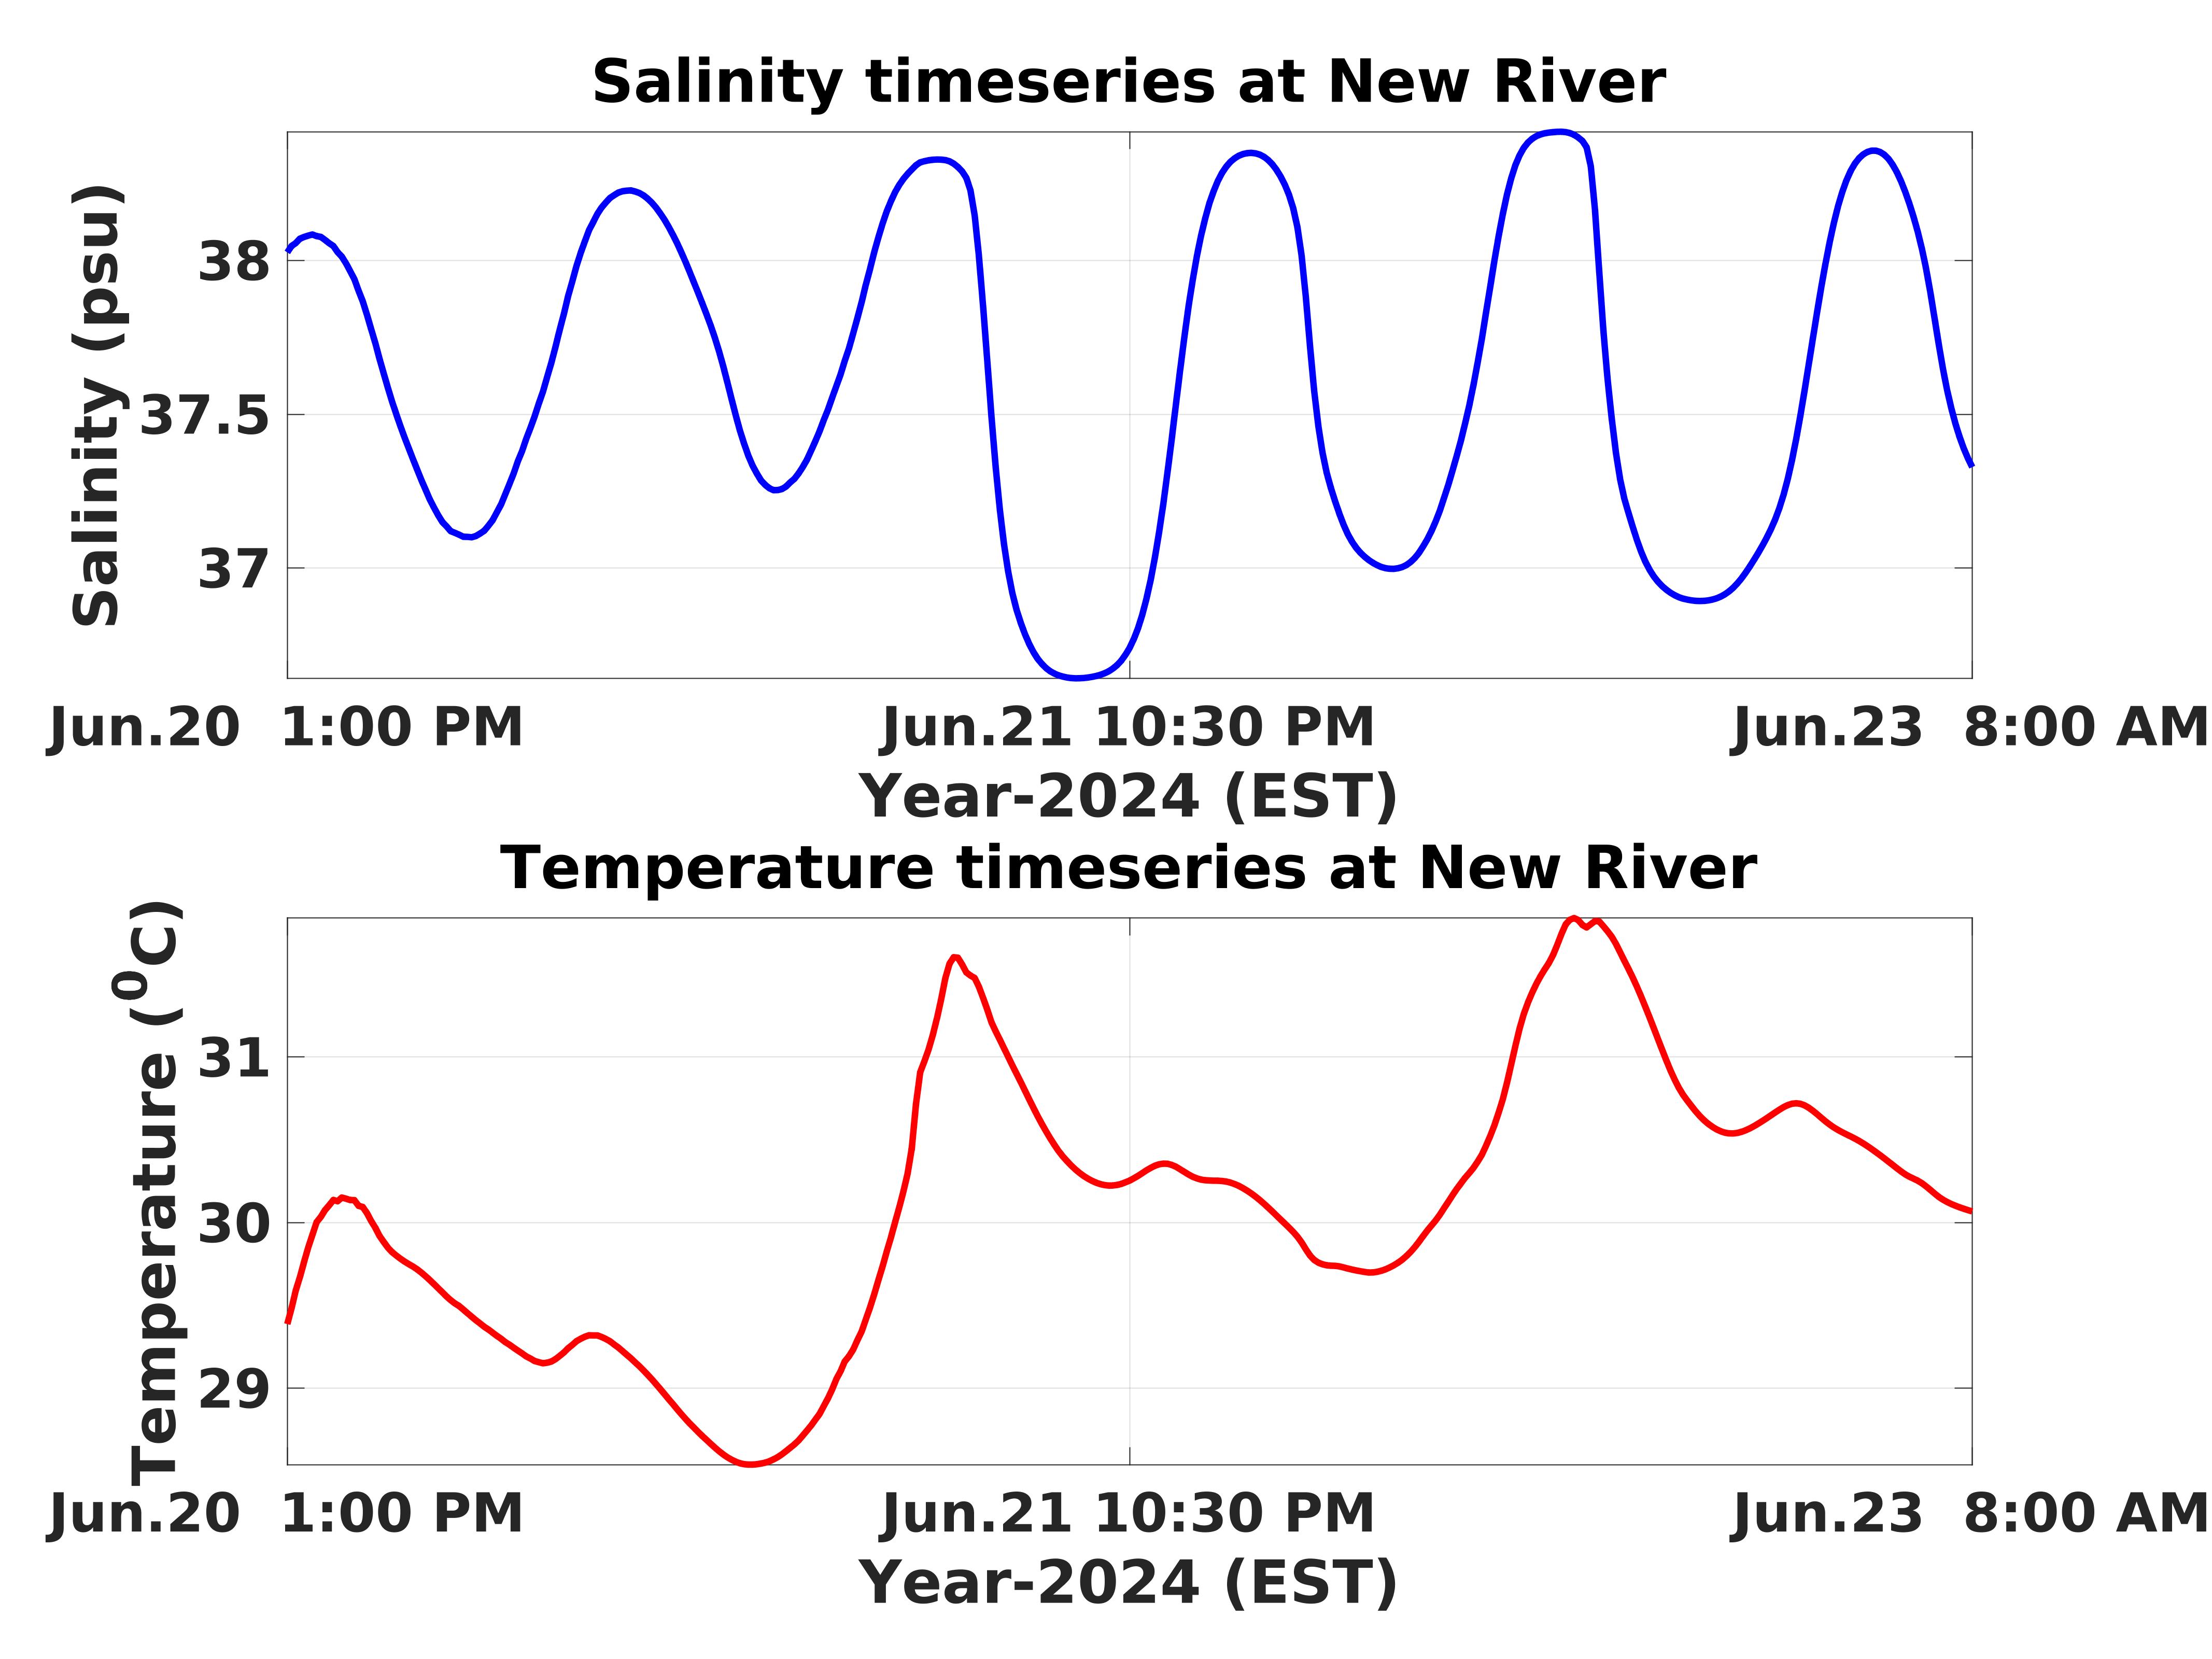 Salinity timeseries at New River
Salinity (psu)
38
37.5
37
Jun.20  1:00 PM
Jun.21 10:30 PM
Jun.23  8:00 AM
Year-2024 (EST)
Temperature timeseries at New River
Temperature (⁰C)
31
30
29
Jun.20  1:00 PM
Jun.21 10:30 PM
Jun.23  8:00 AM
Year-2024 (EST)